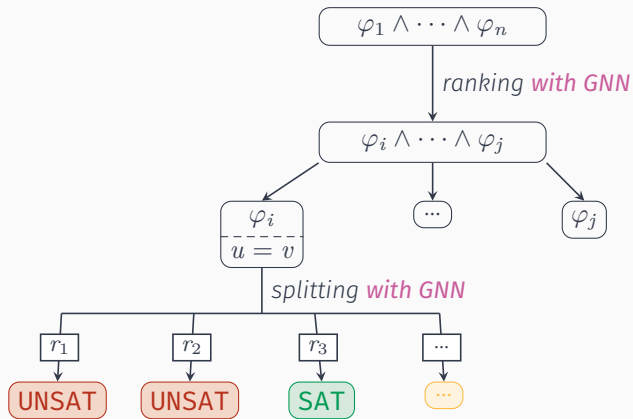 φ₁ ∧ ⋯ ∧ φₙ
ranking with GNN
φᵢ ∧ ⋯ ∧ φⱼ
φᵢ
...
φⱼ
u = v
splitting with GNN
r₁ r₂ r₃ ...
UNSAT UNSAT SAT ...